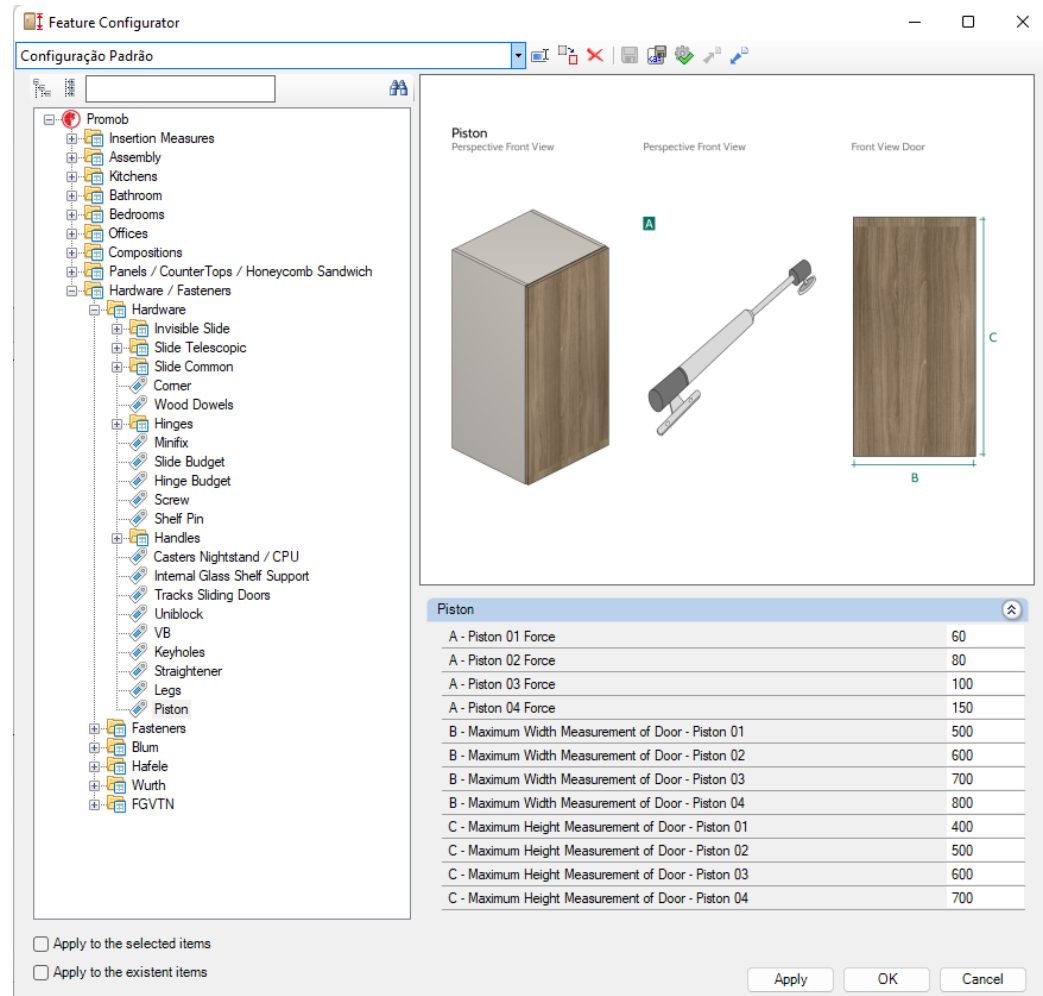 Feature Configurator
Configuração Padrão
Promob
Insertion Measures
Assembly
Kitchens
Bathroom
Bedrooms
Offices
Compositions
Panels / CounterTops / Honeycomb Sandwich
Hardware / Fasteners
Hardware
Invisible Slide
Slide Telescopic
Slide Common
Corner
Wood Dowels
Hinges
Minifix
Slide Budget
Hinge Budget
Screw
Shelf Pin
Handles
Casters Nightstand / CPU
Internal Glass Shelf Support
Tracks Sliding Doors
Uniblock
VB
Keyholes
Straightener
Legs
Piston
Fasteners
Blum
Hafele
Wurth
FGVTN
Piston
Perspective Front View Perspective Front View Front View Door
A
C
B
Piston
A - Piston 01 Force 60
A - Piston 02 Force 80
A - Piston 03 Force 100
A - Piston 04 Force 150
B - Maximum Width Measurement of Door - Piston 01 500
B - Maximum Width Measurement of Door - Piston 02 600
B - Maximum Width Measurement of Door - Piston 03 700
B - Maximum Width Measurement of Door - Piston 04 800
C - Maximum Height Measurement of Door - Piston 01 400
C - Maximum Height Measurement of Door - Piston 02 500
C - Maximum Height Measurement of Door - Piston 03 600
C - Maximum Height Measurement of Door - Piston 04 700
Apply to the selected items
Apply to the existent items
Apply OK Cancel